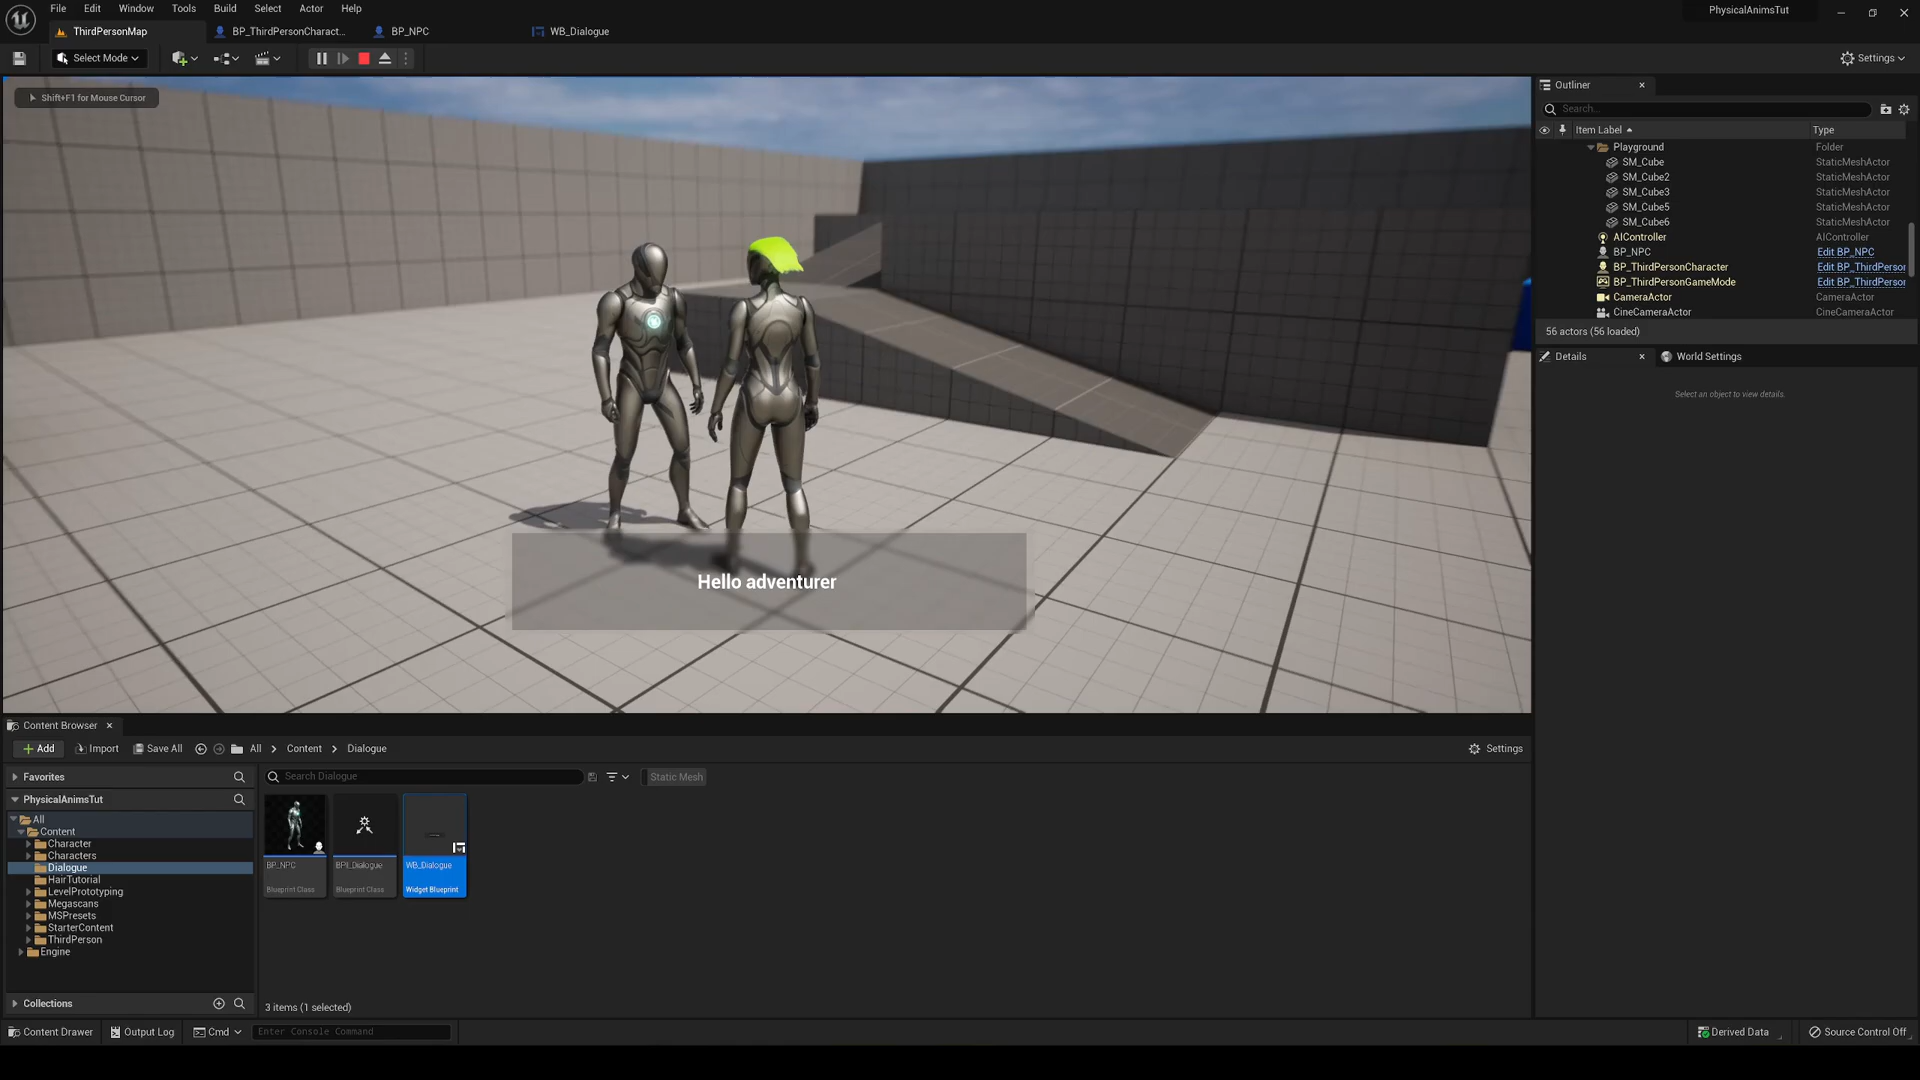 File Edit Window Tools Build Select Actor Help
PhysicalAnimsTut
ThirdPersonMap
BP_ThirdPersonCharact...
BP_NPC
WB_Dialogue
Select Mode
Settings
Shift+F1 for Mouse Cursor
Hello adventurer
Outliner
Search...
Item Label
Type
Playground Folder
SM_Cube StaticMeshActor
SM_Cube2 StaticMeshActor
SM_Cube3 StaticMeshActor
SM_Cube5 StaticMeshActor
SM_Cube6 StaticMeshActor
AIController AIController
BP_NPC Edit BP_NPC
BP_ThirdPersonCharacter Edit BP_ThirdPerson
BP_ThirdPersonGameMode Edit BP_ThirdPerson
CameraActor CameraActor
CineCameraActor CineCameraActor
56 actors (56 loaded)
Details
World Settings
Select an object to view details.
Content Browser
Add
Import
Save All
All
Content
Dialogue
Settings
Favorites
PhysicalAnimsTut
All
Content
Character
Characters
Dialogue
HairTutorial
LevelPrototyping
Megascans
MSPresets
StarterContent
ThirdPerson
Engine
Collections
Search Dialogue
Static Mesh
BP_NPC
Blueprint Class
BPI_Dialogue
Blueprint Class
WB_Dialogue
Widget Blueprint
3 items (1 selected)
Content Drawer
Output Log
Cmd
Enter Console Command
Derived Data
Source Control Off